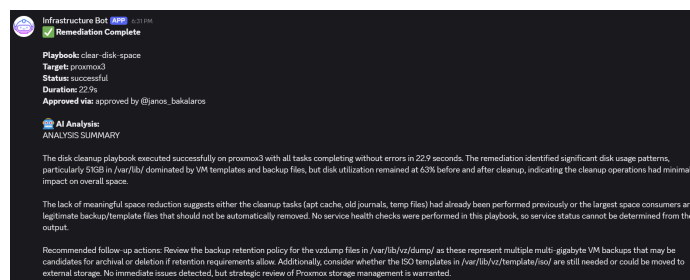 Infrastructure Bot APP 6:31 PM
Remediation Complete
Playbook: clear-disk-space
Target: proxmox3
Status: successful
Duration: 22.9s
Approved via: approved by @janos_bakalaros
AI Analysis:
ANALYSIS SUMMARY
The disk cleanup playbook executed successfully on proxmox3 with all tasks completing without errors in 22.9 seconds. The remediation identified significant disk usage patterns,
particularly 51GB in /var/lib/ dominated by VM templates and backup files, but disk utilization remained at 63% before and after cleanup, indicating the cleanup operations had minimal
impact on overall space.
The lack of meaningful space reduction suggests either the cleanup tasks (apt cache, old journals, temp files) had already been performed previously or the largest space consumers ar
legitimate backup/template files that should not be automatically removed. No service health checks were performed in this playbook, so service status cannot be determined from the
output.
Recommended follow-up actions: Review the backup retention policy for the vzdump files in /var/lib/vz/dump/ as these represent multiple multi-gigabyte VM backups that may be
candidates for archival or deletion if retention requirements allow. Additionally, consider whether the ISO templates in /var/lib/vz/template/iso/ are still needed or could be moved to
external storage. No immediate issues detected, but strategic review of Proxmox storage management is warranted.